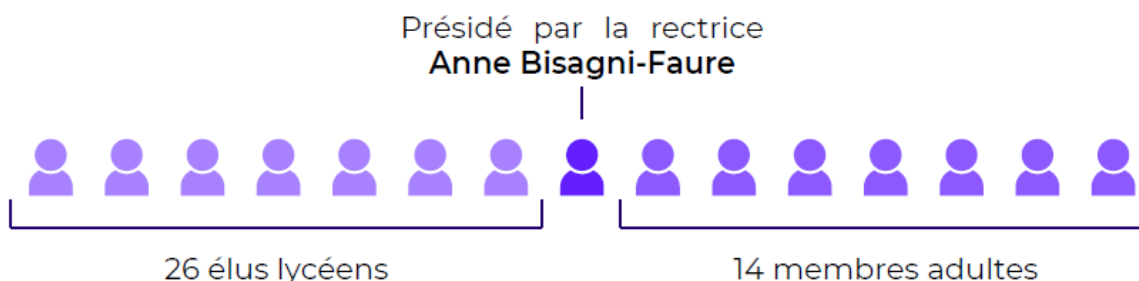 Présidé par la rectrice
Anne Bisagni-Faure
26 élus lycéens
14 membres adultes